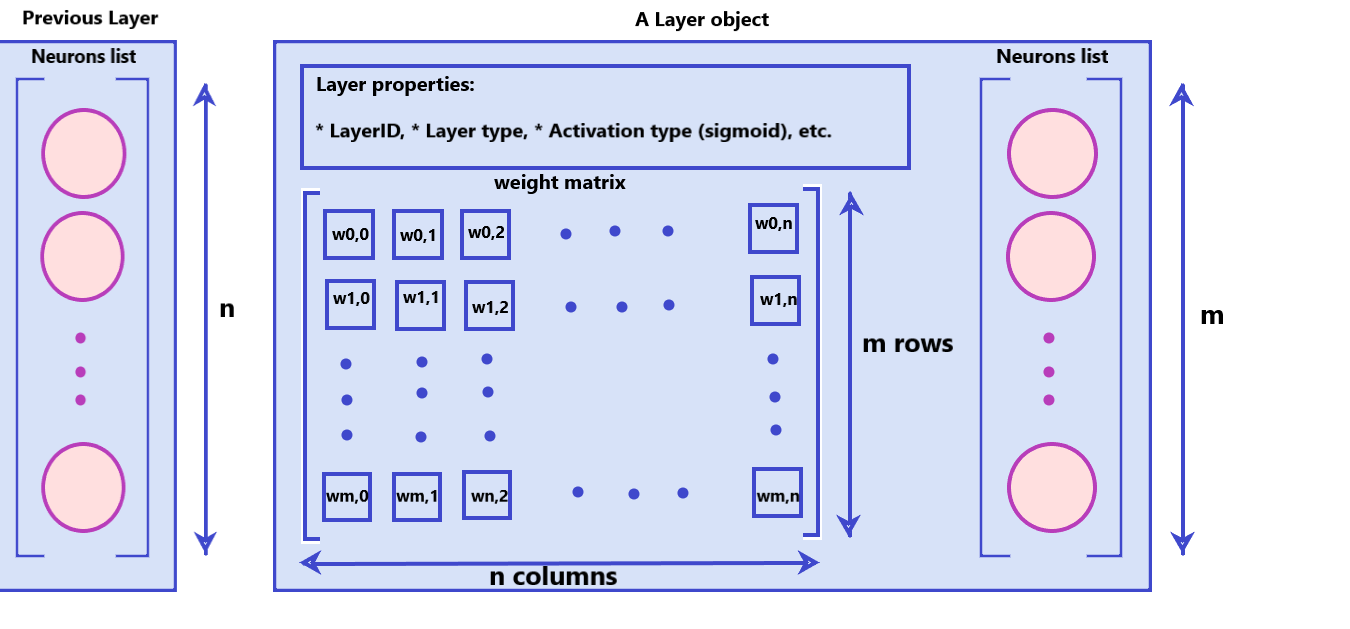 Previous Layer
A Layer object
Neurons list
Neurons list
Layer properties:
* LayerID, * Layer type, * Activation type (sigmoid), etc.
weight matrix
w0,0 w0,1 w0,2 w0,n
w1,0 w1,1 w1,2 w1,n
n
m rows
m
wm,0 wm,1 wn,2 wm,n
n columns